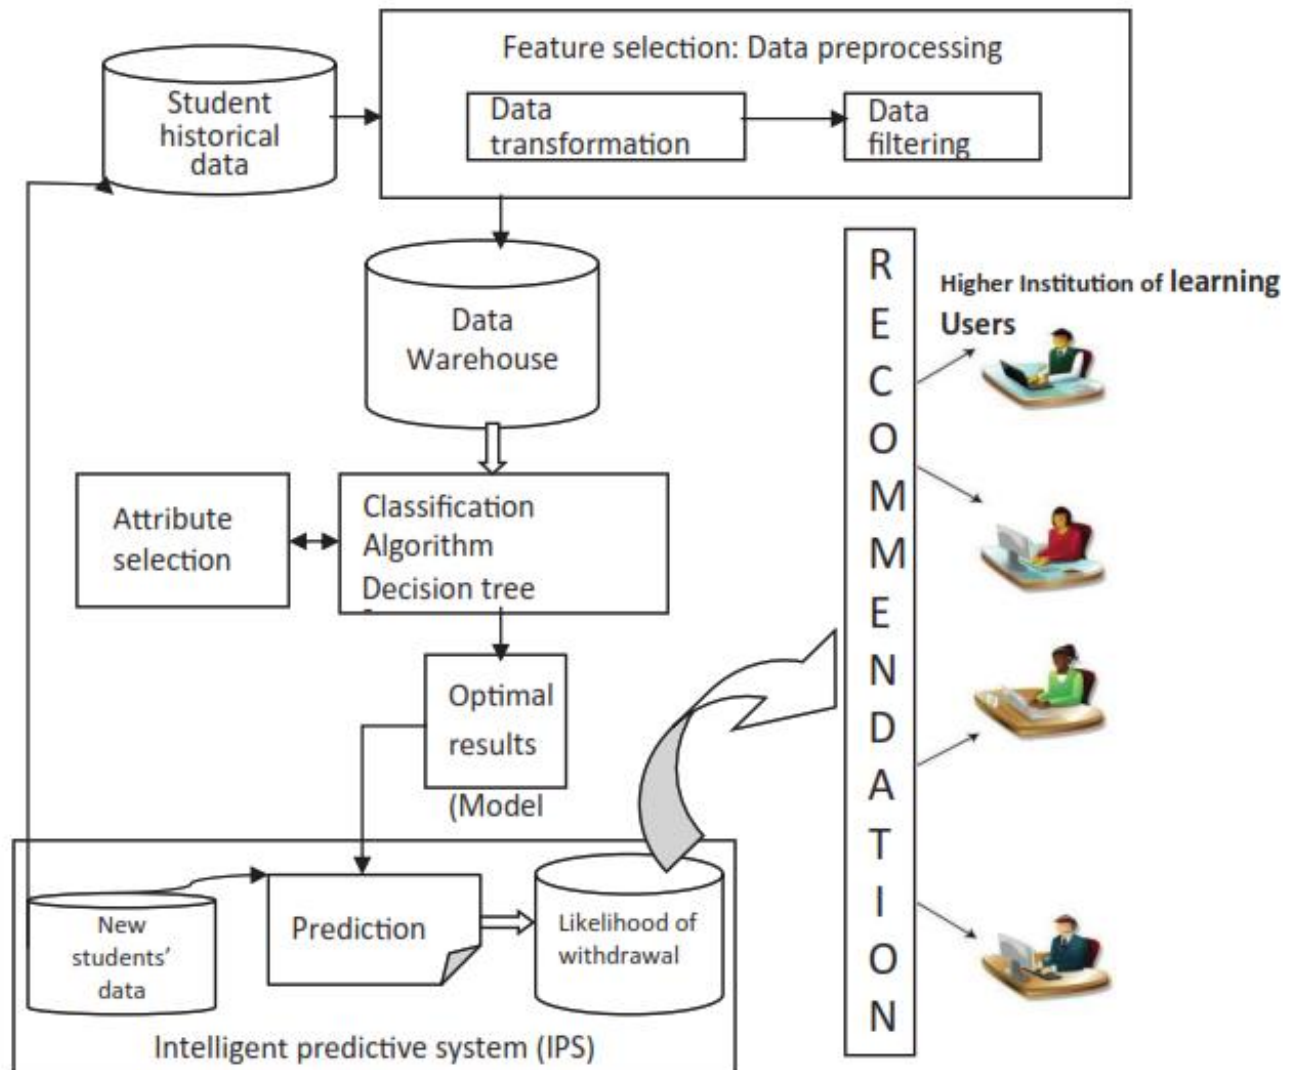 Feature selection: Data preprocessing
Student
historical
data
Data
transformation
Data
filtering
Data
Warehouse
Attribute
selection
Classification
Algorithm
Decision tree
Optimal
results
(Model
New
students’
data
Prediction
Likelihood of
withdrawal
Intelligent predictive system (IPS)
R
E
C
O
M
M
E
N
D
A
T
I
O
N
Higher Institution of learning
Users